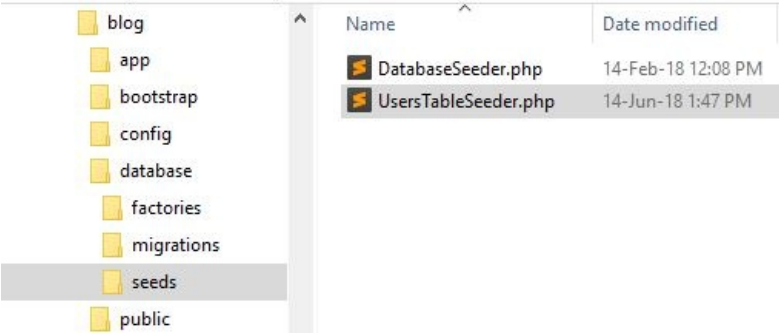 blog
app
bootstrap
config
database
factories
migrations
seeds
public
Name Date modified
DatabaseSeeder.php 14-Feb-18 12:08 PM
UsersTableSeeder.php 14-Jun-18 1:47 PM